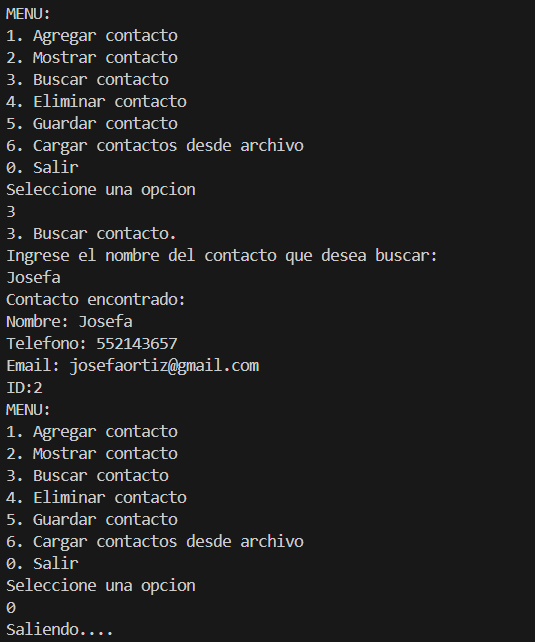 MENU:
1. Agregar contacto
2. Mostrar contacto
3. Buscar contacto
4. Eliminar contacto
5. Guardar contacto
6. Cargar contactos desde archivo
0. Salir
Seleccione una opcion
3
3. Buscar contacto.
Ingrese el nombre del contacto que desea buscar:
Josefa
Contacto encontrado:
Nombre: Josefa
Telefono: 552143657
Email: josefaortiz@gmail.com
ID:2
MENU:
1. Agregar contacto
2. Mostrar contacto
3. Buscar contacto
4. Eliminar contacto
5. Guardar contacto
6. Cargar contactos desde archivo
0. Salir
Seleccione una opcion
0
Saliendo....